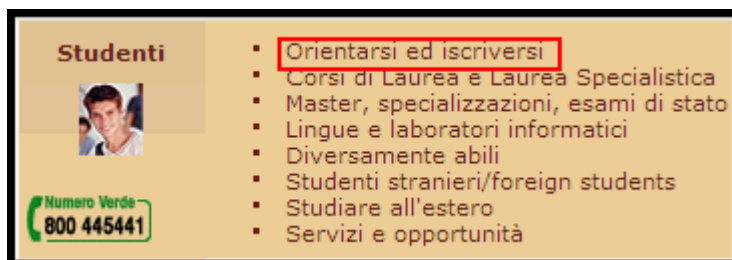 Studenti
Orientarsi ed iscriversi
Corsi di Laurea e Laurea Specialistica
Master, specializzazioni, esami di stato
Lingue e laboratori informatici
Diversamente abili
Studenti stranieri/foreign students
Studiare all'estero
Servizi e opportunità
Numero Verde
800 445441